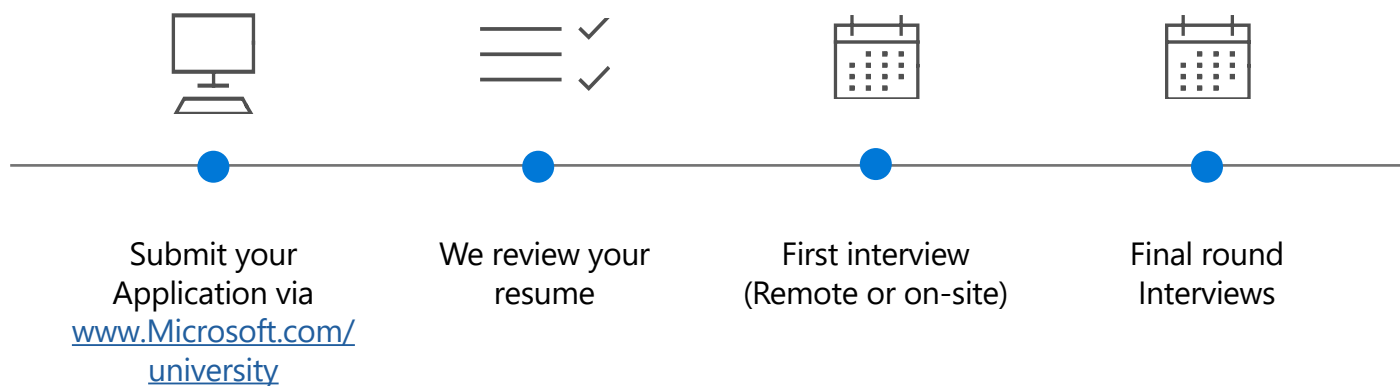 Submit your
Application via
www.Microsoft.com/
university
We review your
resume
First interview
(Remote or on-site)
Final round
Interviews